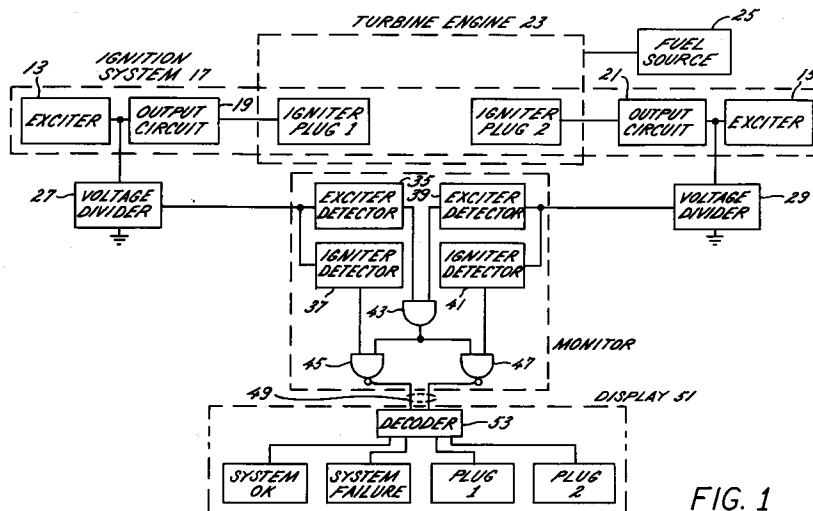 TURBINE ENGINE 23
25
FUEL
SOURCE
IGNITION
SYSTEM 17
13
EXCITER
OUTPUT
CIRCUIT
19
IGNITER
PLUG 1
IGNITER
PLUG 2
21
OUTPUT
CIRCUIT
15
EXCITER
27
VOLTAGE
DIVIDER
EXCITER
DETECTOR
35
39
EXCITER
DETECTOR
VOLTAGE
DIVIDER
29
IGNITER
DETECTOR
37
IGNITER
DETECTOR
41
43
45
47
MONITOR
49
DISPLAY 51
DECODER
53
SYSTEM
OK
SYSTEM
FAILURE
PLUG
1
PLUG
2
FIG. 1